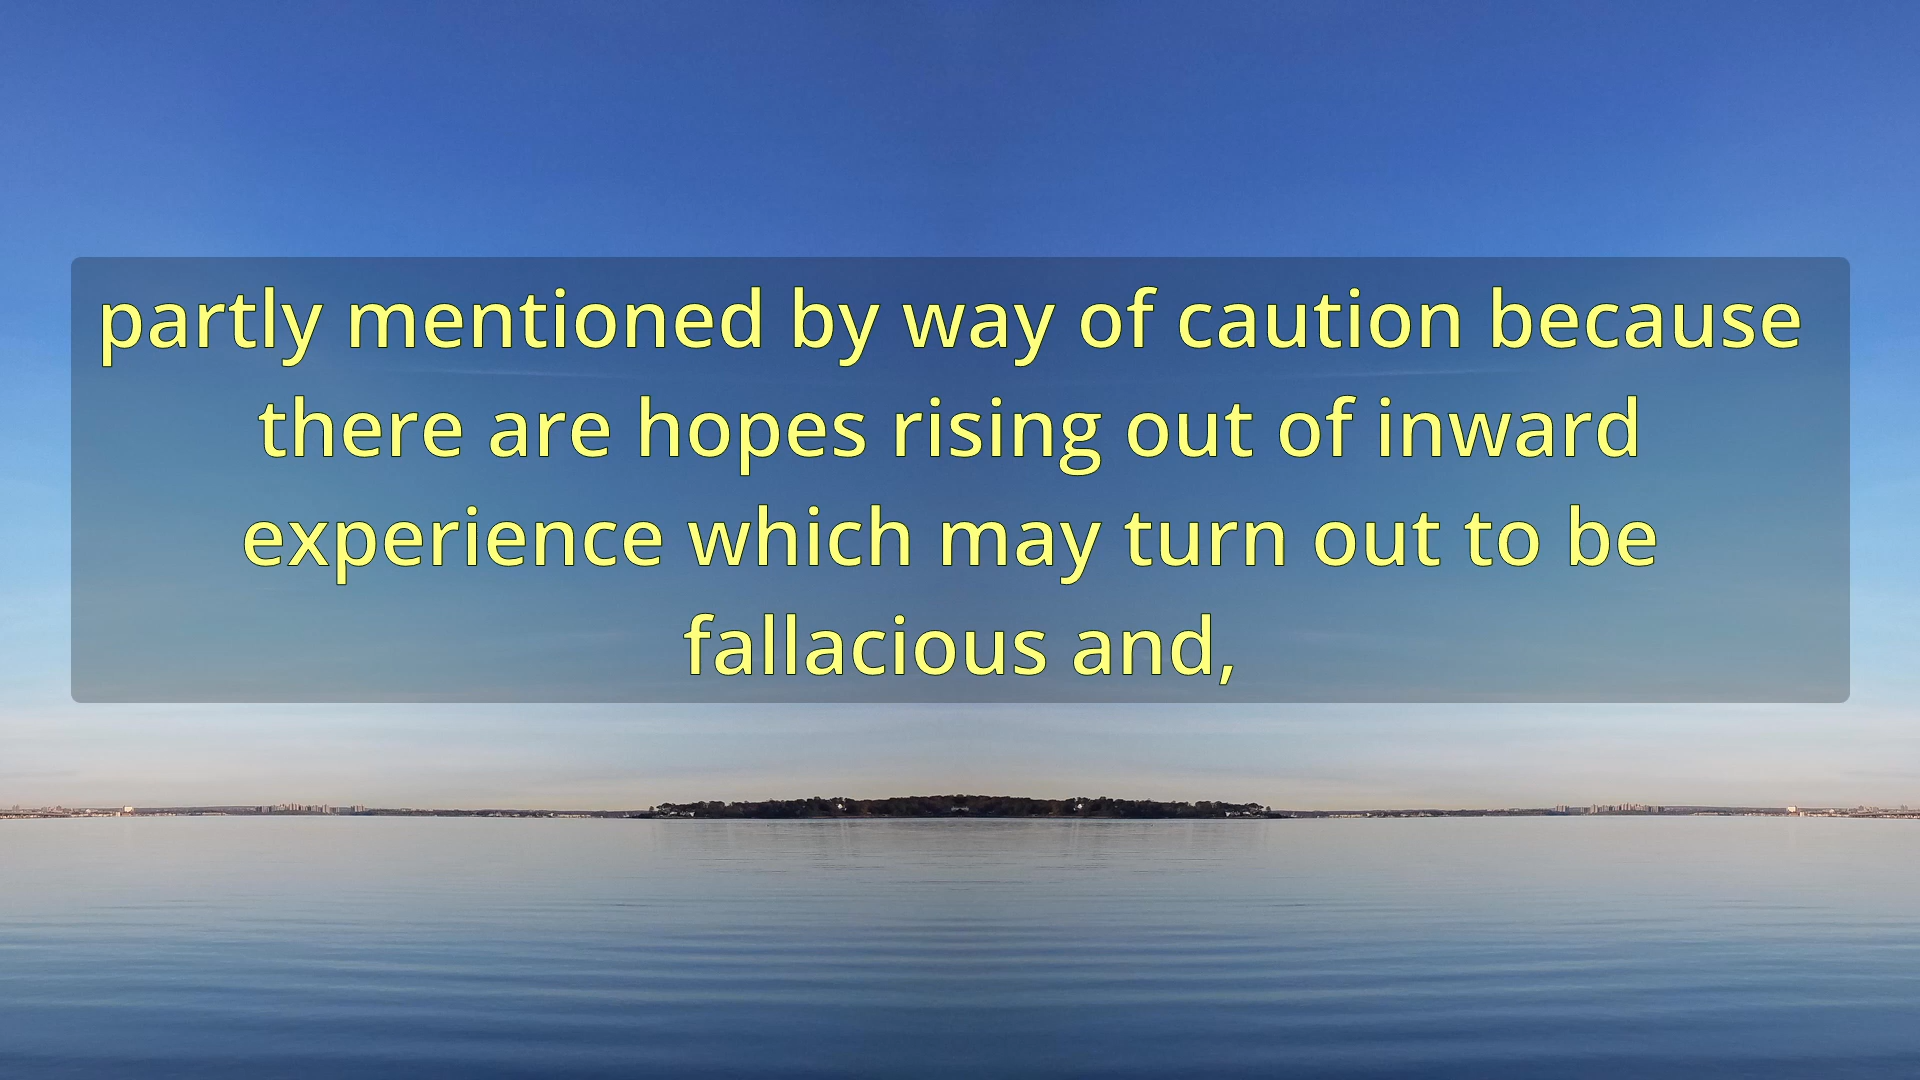 partly mentioned by way of caution because
there are hopes rising out of inward
experience which may turn out to be
fallacious and,